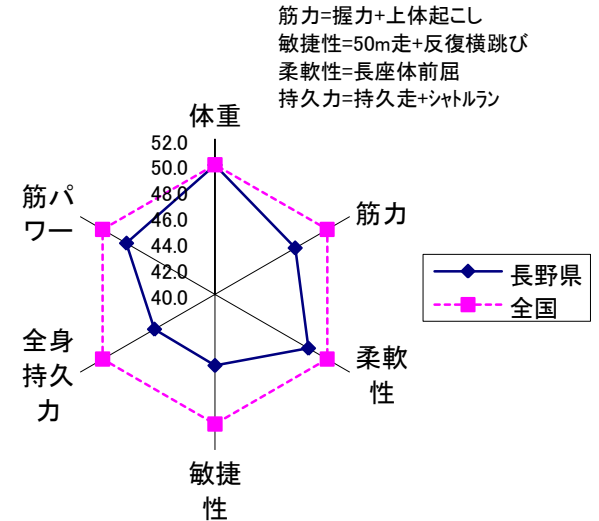 筋力=握力+上体起こし
敏捷性=50m走+反復横跳び
柔軟性=長座体前屈
持久力=持久走+シャトルラン
体重
52.0
50.0
48.0
46.0
44.0
42.0
40.0
筋パ
ワー
筋力
長野県
全国
全身
持久
力
柔軟
性
敏捷
性